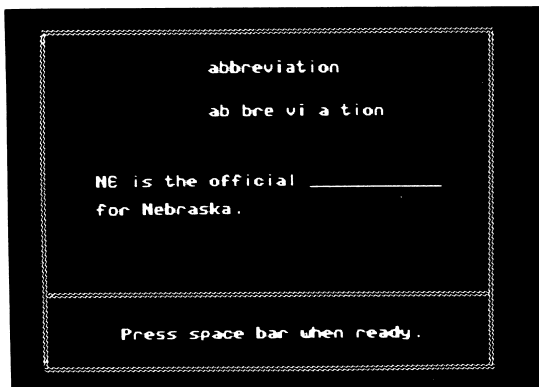 abbreviation
ab bre vi a tion
NE is the official ___________
for Nebraska.
Press space bar when ready.